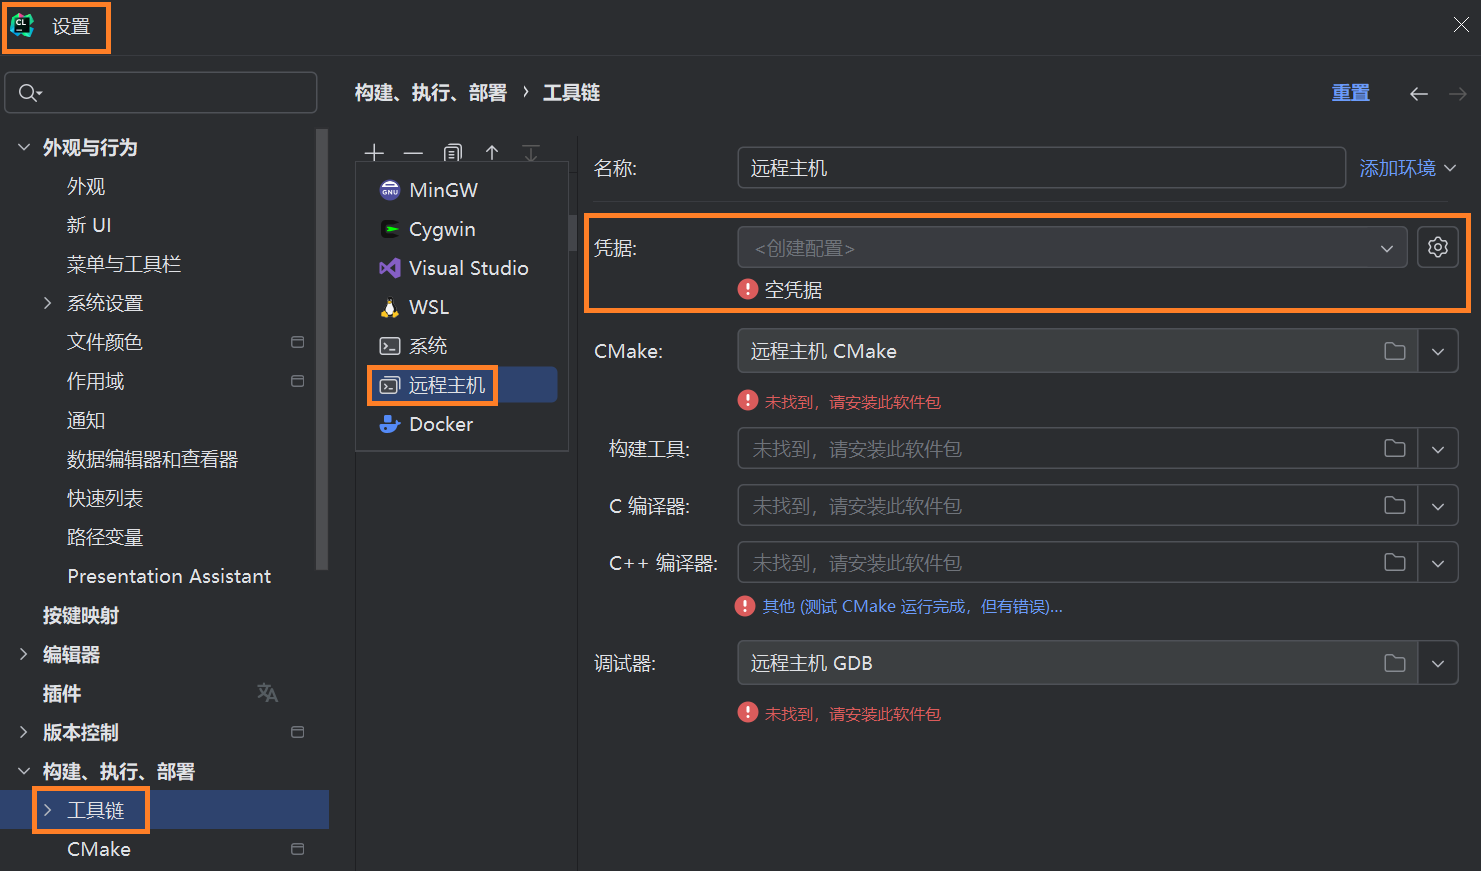 设置
构建、执行、部署 › 工具链
重置
外观与行为
外观
新 UI
菜单与工具栏
系统设置
文件颜色
作用域
通知
数据编辑器和查看器
快速列表
路径变量
Presentation Assistant
按键映射
编辑器
插件
版本控制
构建、执行、部署
工具链
CMake
MinGW
Cygwin
Visual Studio
WSL
系统
远程主机
Docker
名称: 远程主机 添加环境
凭据: <创建配置>
空凭据
CMake: 远程主机 CMake
未找到，请安装此软件包
构建工具: 未找到，请安装此软件包
C 编译器: 未找到，请安装此软件包
C++ 编译器: 未找到，请安装此软件包
其他 (测试 CMake 运行完成，但有错误)...
调试器: 远程主机 GDB
未找到，请安装此软件包